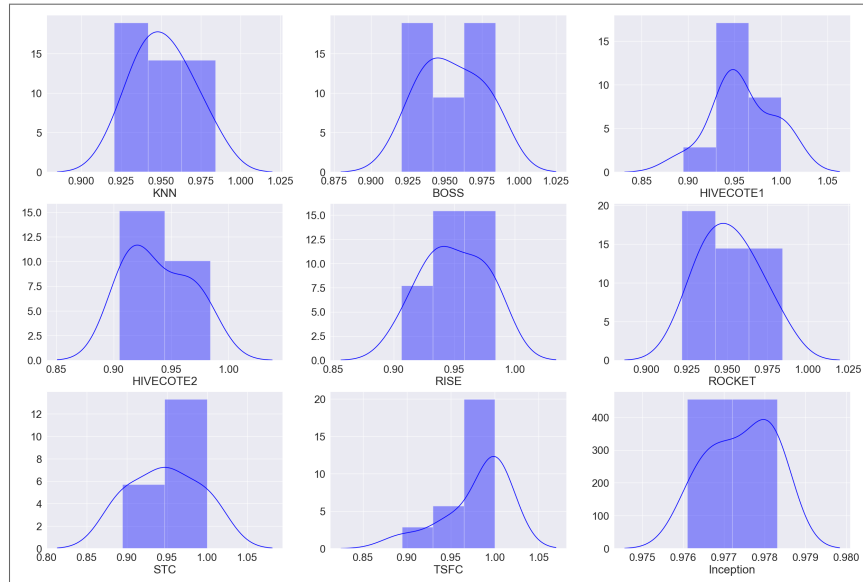 15
10
5
0
0.900 0.925 0.950 0.975 1.000 1.025
KNN
15
10
5
0
0.875 0.900 0.925 0.950 0.975 1.000 1.025
BOSS
15
10
5
0
0.85 0.90 0.95 1.00 1.05
HIVECOTE1
15.0
12.5
10.0
7.5
5.0
2.5
0.0
0.85 0.90 0.95 1.00
HIVECOTE2
15.0
12.5
10.0
7.5
5.0
2.5
0.0
0.85 0.90 0.95 1.00
RISE
20
15
10
5
0
0.900 0.925 0.950 0.975 1.000 1.025
ROCKET
12
10
8
6
4
2
0
0.80 0.85 0.90 0.95 1.00 1.05
STC
20
15
10
5
0
0.85 0.90 0.95 1.00 1.05
TSFC
400
300
200
100
0
0.975 0.976 0.977 0.978 0.979 0.980
Inception